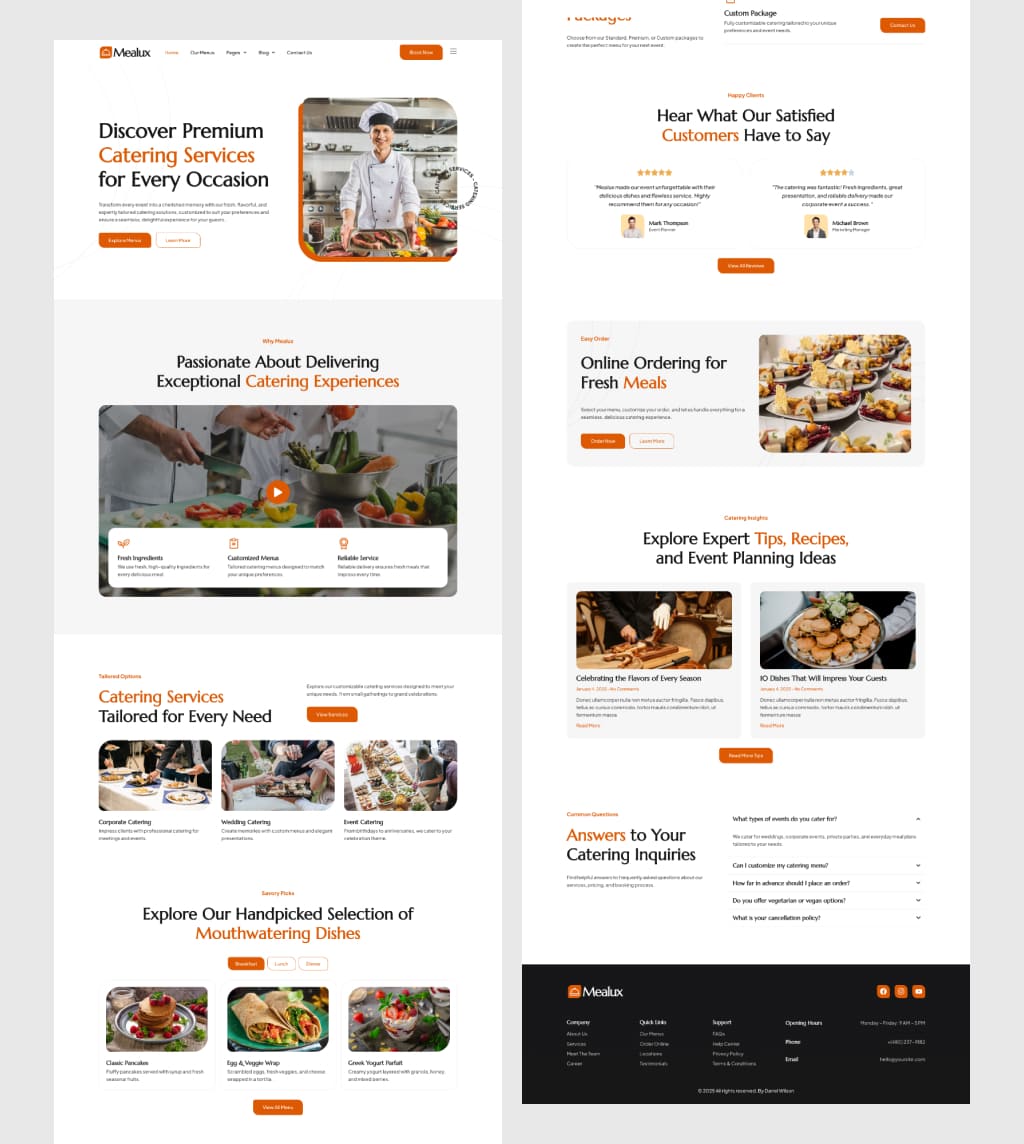 Mealux
Home
Our Menus
Pages
Blog
Contact Us
Book Now
Discover Premium
Catering Services
for Every Occasion
Transform every event into a cherished memory with our fresh, flavorful, and
expertly tailored catering solutions, customized to suit your preferences and
ensure seamless, delightful experience for your guests.
Explore Menus
Learn More
CATERING SERVICES - CATERING SERVICES -
Why Mealux
Passionate About Delivering
Exceptional Catering Experiences
Fresh Ingredients
We use fresh, high-quality ingredients for
every delicious meal.
Customized Menus
Tailored catering menus designed to match
your unique preferences.
Reliable Service
Reliable delivery ensures fresh meals that
impress every time.
Tailored Options
Catering Services
Tailored for Every Need
Explore our customizable catering services designed to meet your
unique needs, from small gatherings to grand celebrations.
View Services
Corporate Catering
Impress clients with professional catering for
meetings and events.
Wedding Catering
Create memories with custom menus and elegant
presentations.
Event Catering
From birthdays to anniversaries, we cater to your
celebration theme.
Savory Picks
Explore Our Handpicked Selection of
Mouthwatering Dishes
Breakfast
Lunch
Dinner
Classic Pancakes
Fluffy pancakes served with syrup and fresh
seasonal fruits.
Egg & Veggie Wrap
Scrambled eggs, fresh veggies, and cheese
wrapped in a tortilla.
Greek Yogurt Parfait
Creamy yogurt layered with granola, honey,
and mixed berries.
View All Menu
Packages
Choose from our Standard, Premium, or Custom packages to
create the perfect menu for your next event.
Custom Package
Fully customizable catering tailored to your unique
preferences and event needs.
Contact Us
Happy Clients
Hear What Our Satisfied
Customers Have to Say
"Mealux made our event unforgettable with their
delicious dishes and flawless service. Highly
recommend them for any occasion!"
Mark Thompson
Event Planner
"The catering was fantastic! Fresh ingredients, great
presentation, and reliable delivery made our
corporate event a success. "
Michael Brown
Marketing Manager
View All Reviews
Easy Order
Online Ordering for
Fresh Meals
Select your menu, customize your order, and let us handle everything for a
seamless, delicious catering experience.
Order Now
Learn More
Catering Insights
Explore Expert Tips, Recipes,
and Event Planning Ideas
Celebrating the Flavors of Every Season
January 4, 2025 • No Comments
Donec ullamcorper nulla non metus auctor fringilla. Fusce dapibus,
tellus ac cursus commodo, tortor mauris condimentum nibh, ut
fermentum massa
Read More
10 Dishes That Will Impress Your Guests
January 4, 2025 • No Comments
Donec ullamcorper nulla non metus auctor fringilla. Fusce dapibus,
tellus ac cursus commodo, tortor mauris condimentum nibh, ut
fermentum massa
Read More
Read More Tips
Common Questions
Answers to Your
Catering Inquiries
Find helpful answers to frequently asked questions about our
services, pricing, and booking process.
What types of events do you cater for?
We cater for weddings, corporate events, private parties, and everyday meal plans
tailored to your needs.
Can I customize my catering menu?
How far in advance should I place an order?
Do you offer vegetarian or vegan options?
What is your cancellation policy?
Mealux
Company
About Us
Services
Meet The Team
Career
Quick Links
Our Menus
Order Online
Locations
Testimonials
Support
FAQs
Help Center
Privacy Policy
Terms & Conditions
Opening Hours
Monday – Friday: 9 AM – 5 PM
Phone
+1(480) 237-9182
Email
hello@yoursite.com
© 2025 All rights reserved. By Darrel Wilson